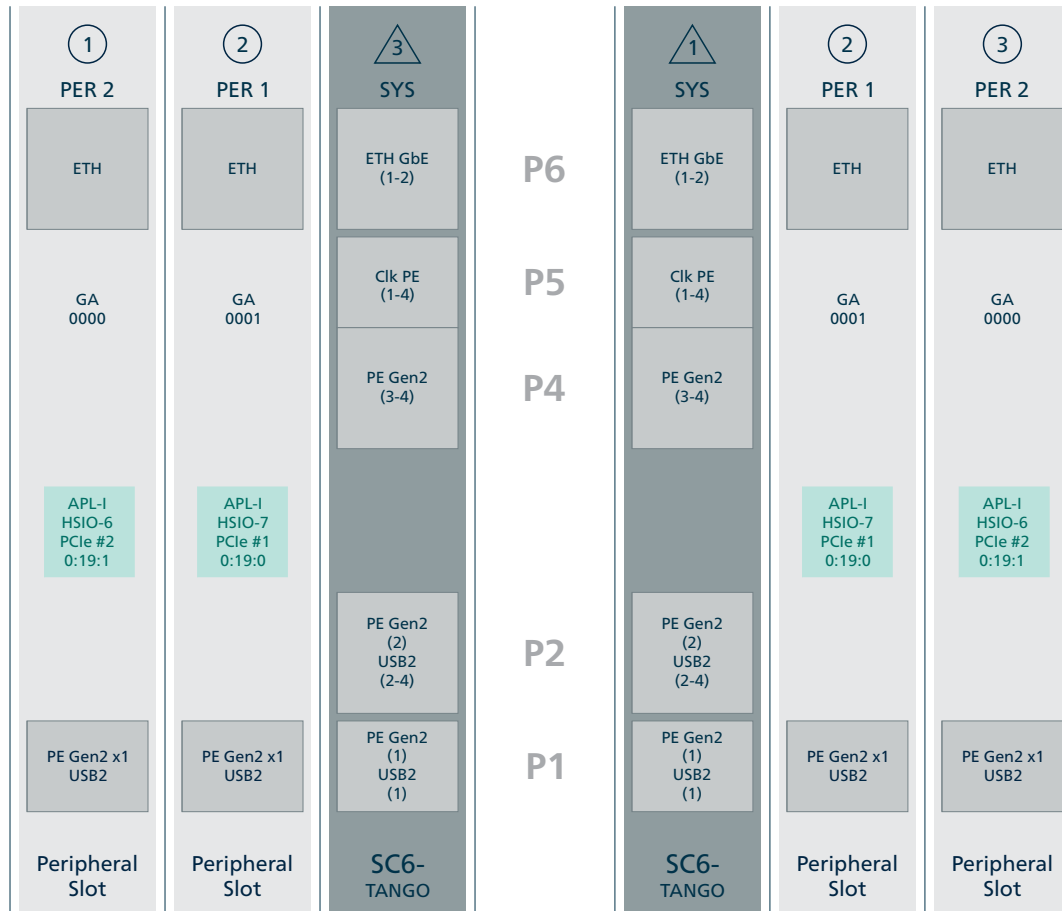 1
PER 2
ETH
GA
0000
APL-I
HSIO-6
PCIe #2
0:19:1
PE Gen2 x1
USB2
Peripheral
Slot
2
PER 1
ETH
GA
0001
APL-I
HSIO-7
PCIe #1
0:19:0
PE Gen2 x1
USB2
Peripheral
Slot
3
SYS
ETH GbE
(1-2)
Clk PE
(1-4)
PE Gen2
(3-4)
PE Gen2
(2)
USB2
(2-4)
PE Gen2
(1)
USB2
(1)
SC6-
TANGO
P6
P5
P4
P2
P1
1
SYS
ETH GbE
(1-2)
Clk PE
(1-4)
PE Gen2
(3-4)
PE Gen2
(2)
USB2
(2-4)
PE Gen2
(1)
USB2
(1)
SC6-
TANGO
2
PER 1
ETH
GA
0001
APL-I
HSIO-7
PCIe #1
0:19:0
PE Gen2 x1
USB2
Peripheral
Slot
3
PER 2
ETH
GA
0000
APL-I
HSIO-6
PCIe #2
0:19:1
PE Gen2 x1
USB2
Peripheral
Slot